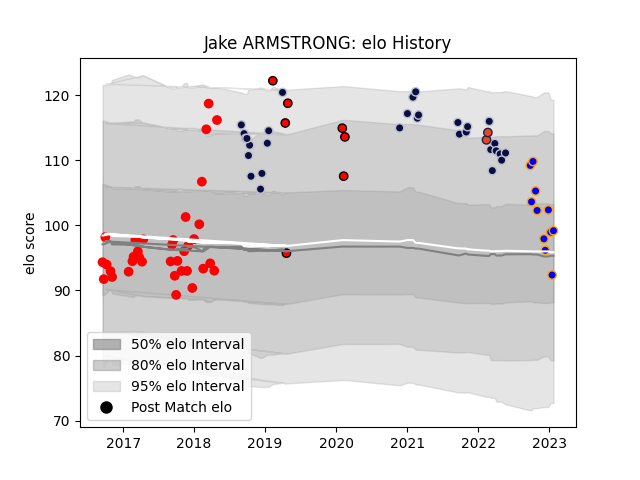 Jake ARMSTRONG: elo History
elo score
120
110
100
90
80
70
50% elo Interval
80% elo Interval
95% elo Interval
Post Match elo
2017 2018 2019 2020 2021 2022 2023